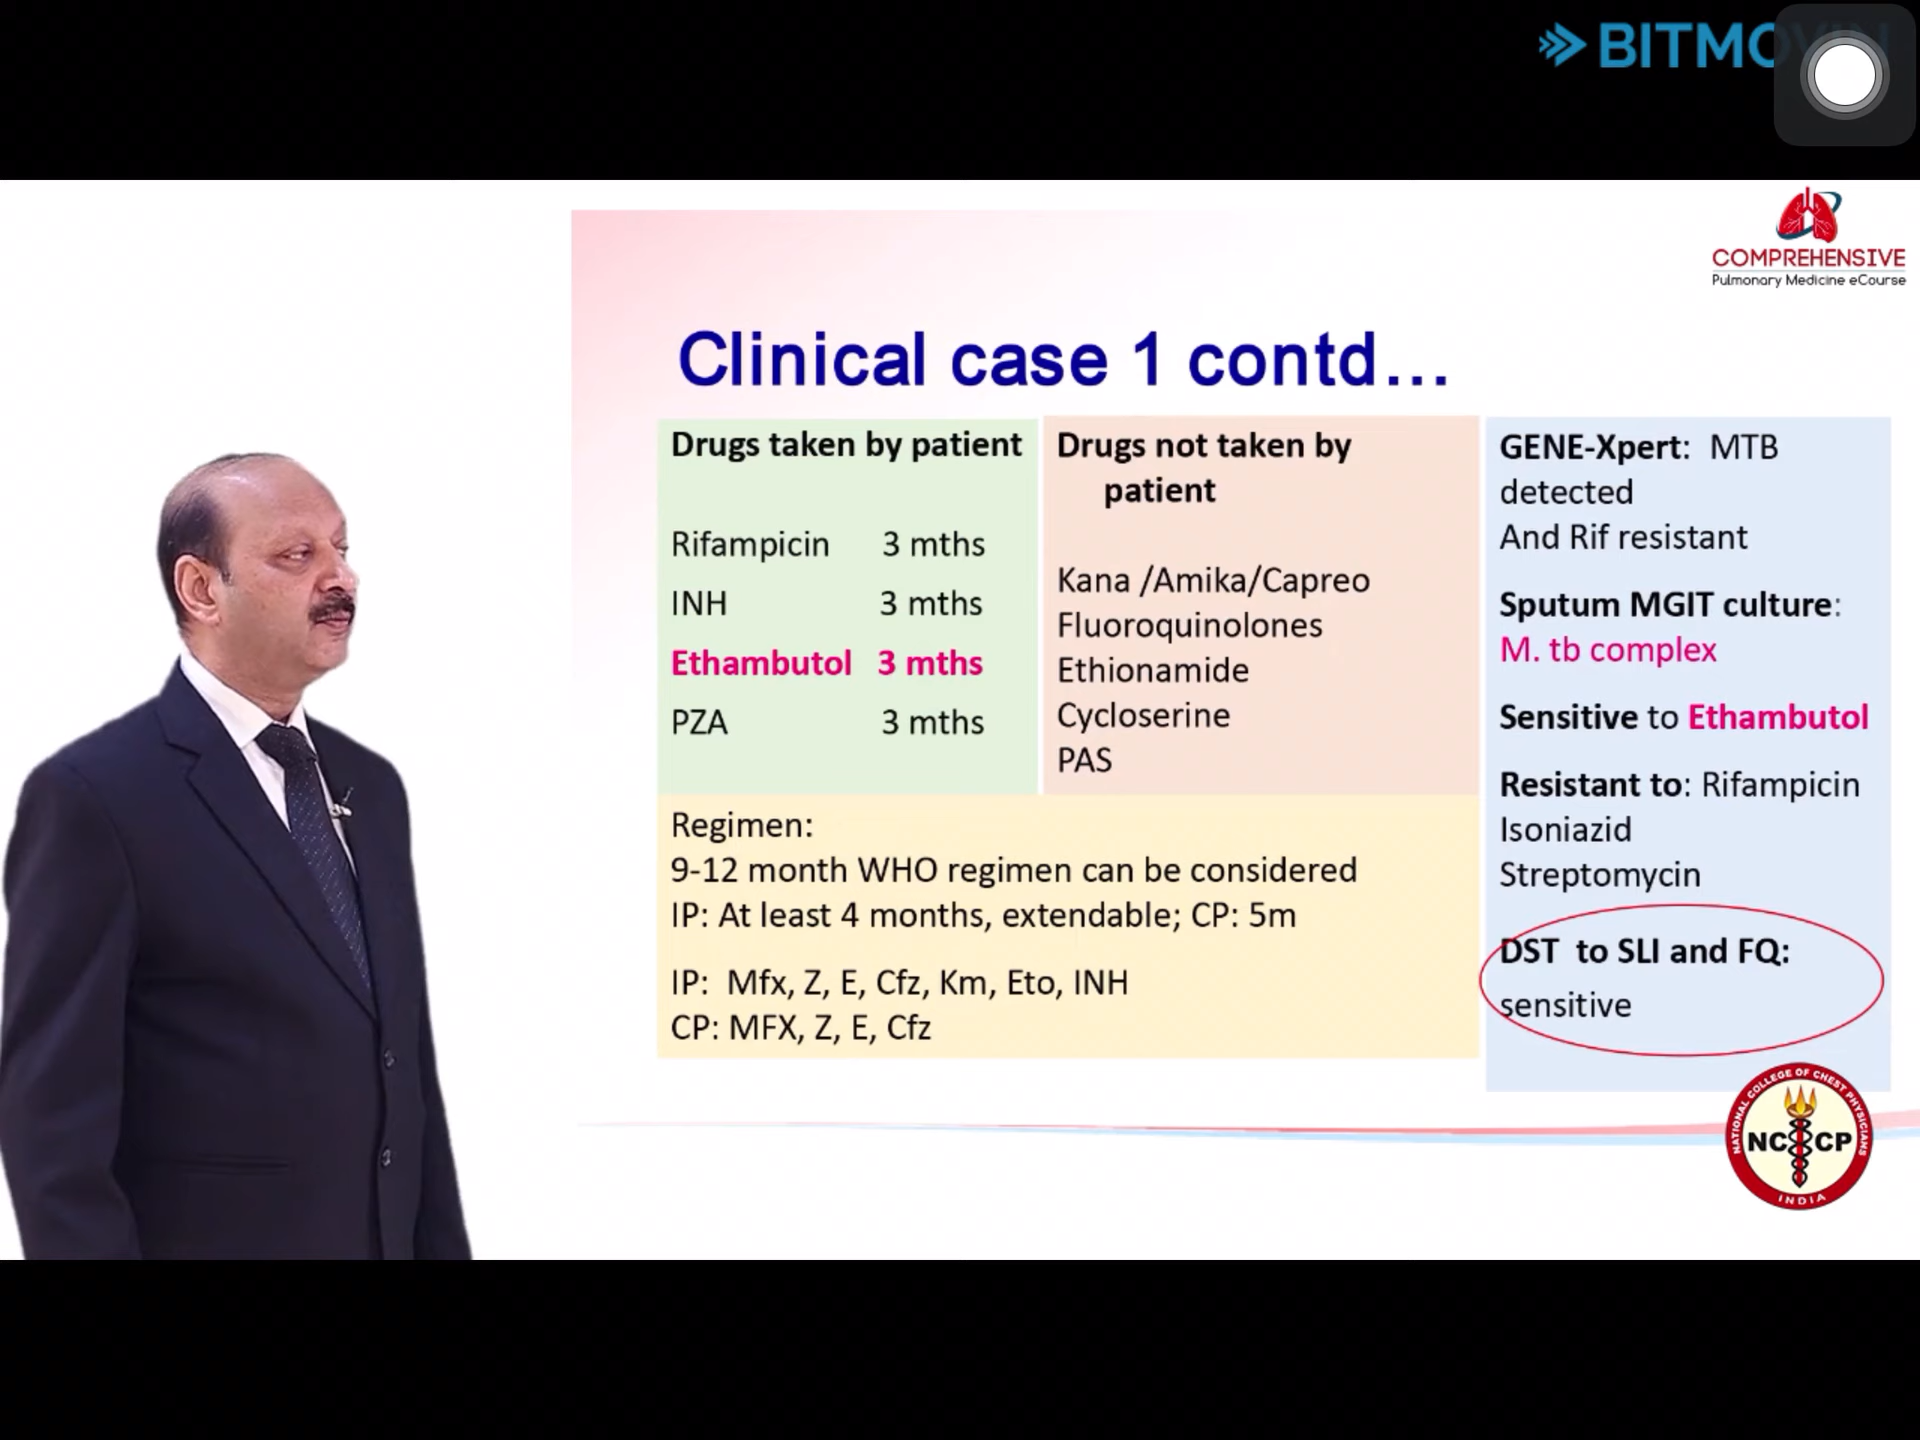 BITMO
COMPREHENSIVE
Pulmonary Medicine eCourse
Clinical case 1 contd...
Drugs taken by patient
Rifampicin 3 mths
INH 3 mths
Ethambutol 3 mths
PZA 3 mths
Drugs not taken by
patient
Kana /Amika/Capreo
Fluoroquinolones
Ethionamide
Cycloserine
PAS
Regimen:
9-12 month WHO regimen can be considered
IP: At least 4 months, extendable; CP: 5m
IP: Mfx, Z, E, Cfz, Km, Eto, INH
CP: MFX, Z, E, Cfz
GENE-Xpert: MTB
detected
And Rif resistant
Sputum MGIT culture:
M. tb complex
Sensitive to Ethambutol
Resistant to: Rifampicin
Isoniazid
Streptomycin
DST to SLI and FQ:
sensitive
NATIONAL COLLEGE OF CHEST PHYSICIANS
NCCP
INDIA